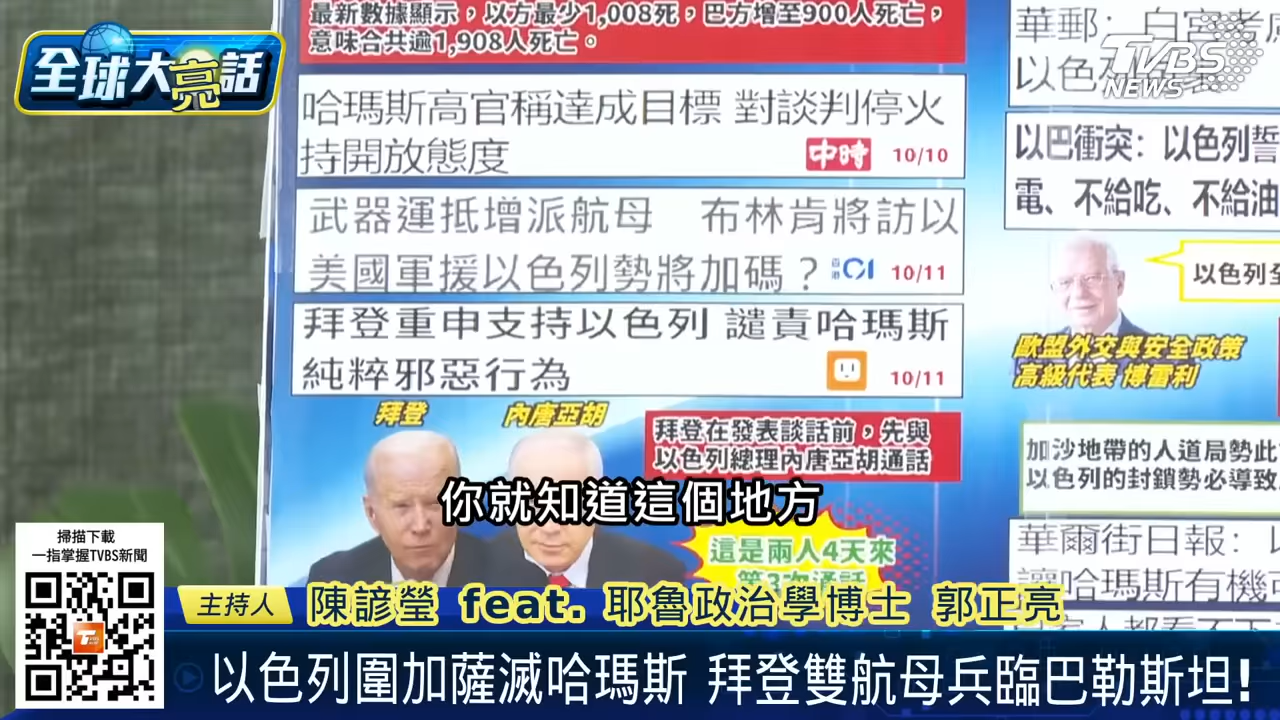 最新數據顯示，以方最少1,008死，巴方增至900人死亡，
意味合共逾1,908人死亡。
全球大亮話
哈瑪斯高官稱達成目標 對談判停火
持開放態度
中時 10/10
武器運抵增派航母 布林肯將訪以
美國軍援以色列勢將加碼？
香港01 10/11
拜登重申支持以色列 譴責哈瑪斯
純粹邪惡行為
10/11
拜登 內唐亞胡
拜登在發表談話前，先與
以色列總理內唐亞胡通話
這是兩人4天來
第3次通話
華郵：白宮考
以色列
TVBS
NEWS
以巴衝突：以色列誓
電、不給吃、不給油
以色列全
歐盟外交與安全政策
高級代表 博雷利
加沙地帶的人道局勢此
以色列的封鎖勢必導致
華爾街日報：以
讓哈瑪斯有機可
你就知道這個地方
掃描下載
一指掌握TVBS新聞
主持人 陳諺瑩 feat. 耶魯政治學博士 郭正亮
以色列圍加薩滅哈瑪斯 拜登雙航母兵臨巴勒斯坦!